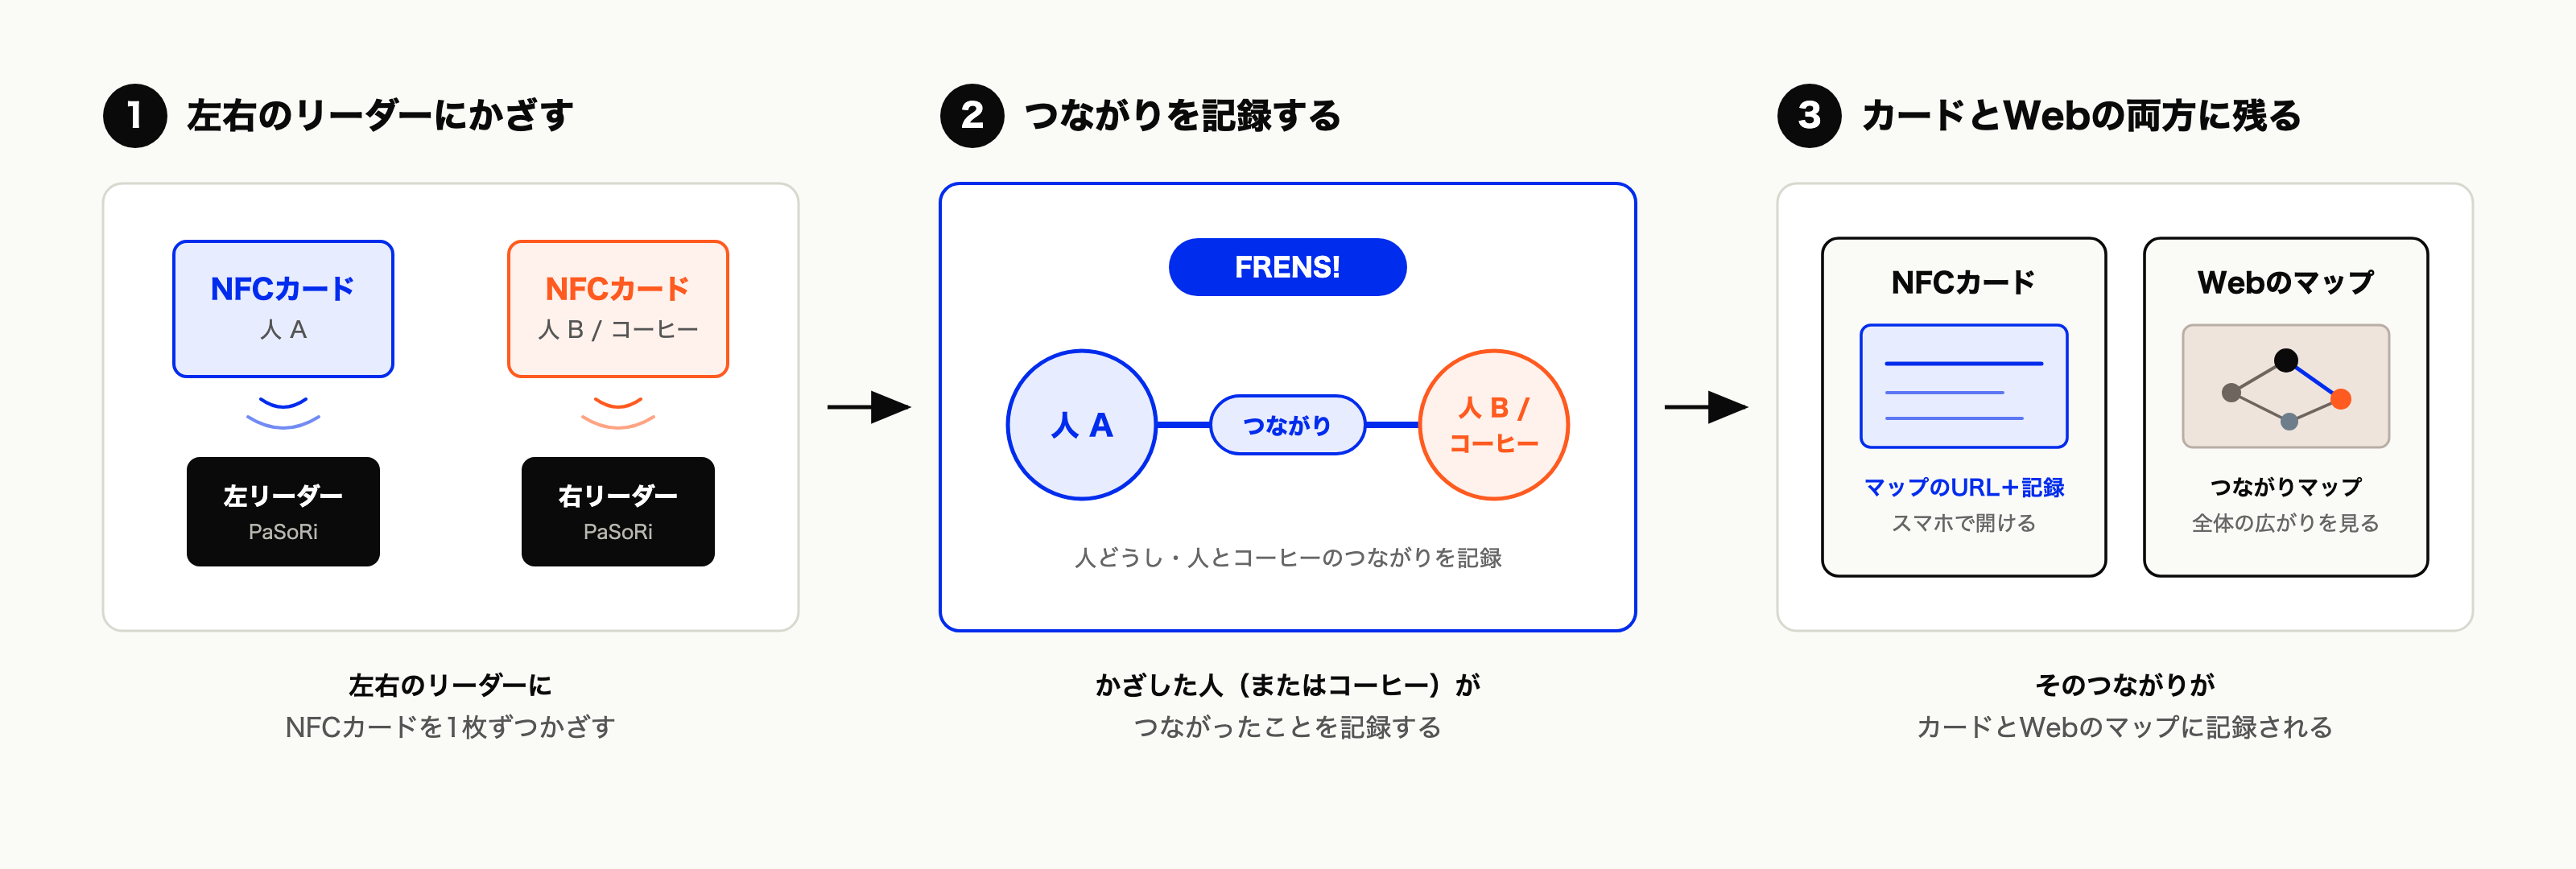 1 左右のリーダーにかざす
NFCカード
人 A
NFCカード
人 B / コーヒー
左リーダー
PaSoRi
右リーダー
PaSoRi
左右のリーダーに
NFCカードを1枚ずつかざす
2 つながりを記録する
FRENS!
人 A
つながり
人 B /
コーヒー
人どうし・人とコーヒーのつながりを記録
かざした人（またはコーヒー）が
つながったことを記録する
3 カードとWebの両方に残る
NFCカード
マップのURL＋記録
スマホで開ける
Webのマップ
つながりマップ
全体の広がりを見る
そのつながりが
カードとWebのマップに記録される